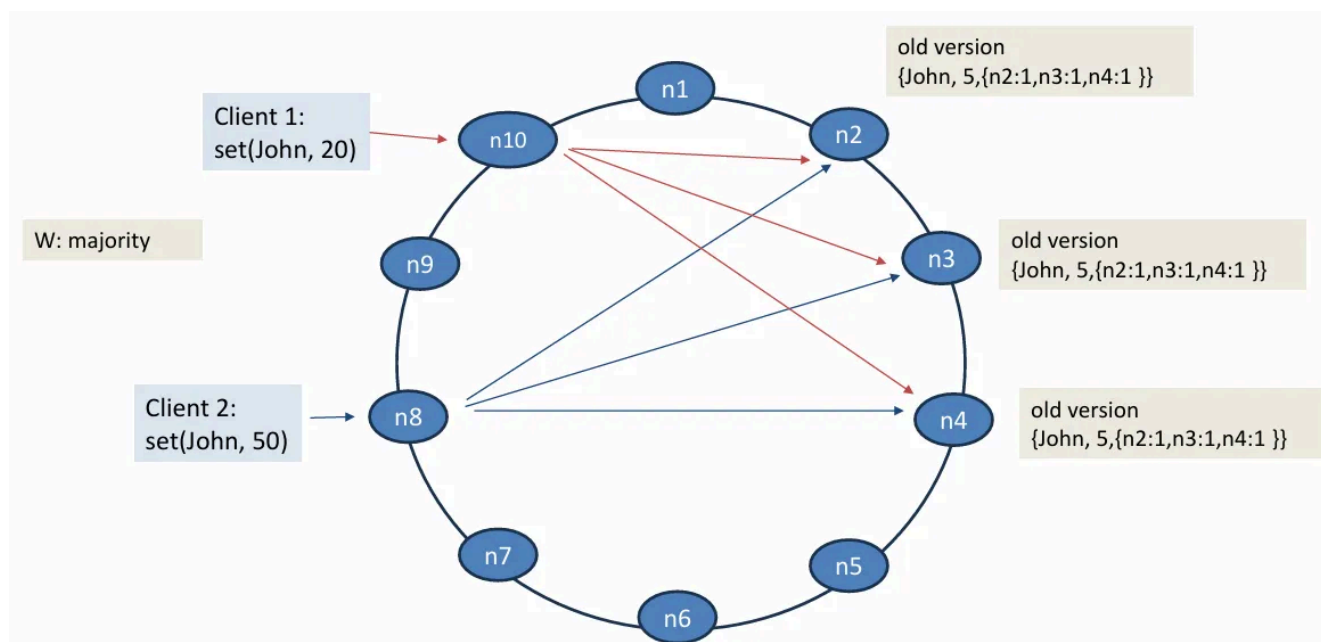 old version
{John, 5,{n2:1,n3:1,n4:1 }}
n1
Client 1:
set(John, 20)
n10
n2
W: majority
n9
n3
old version
{John, 5,{n2:1,n3:1,n4:1 }}
Client 2:
set(John, 50)
n8
n4
old version
{John, 5,{n2:1,n3:1,n4:1 }}
n7
n5
n6